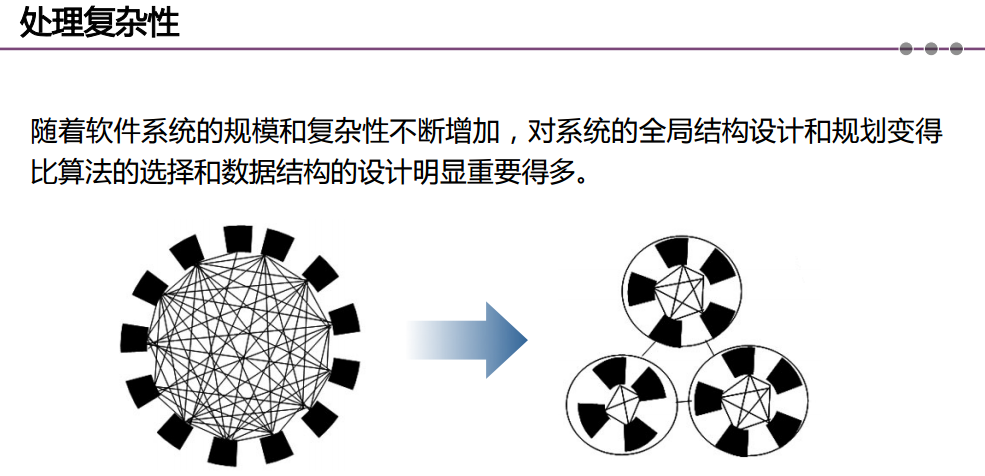 处理复杂性
随着软件系统的规模和复杂性不断增加，对系统的全局结构设计和规划变得
比算法的选择和数据结构的设计明显重要得多。